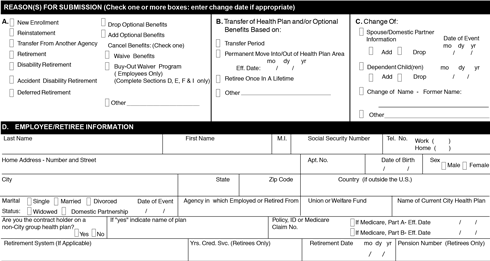 REASON(S) FOR SUBMISSION (Check one or more boxes: enter change date if appropriate)
A. New Enrollment
Reinstatement
Transfer From Another Agency
Retirement
Disability Retirement
Accident Disability Retirement
Deferred Retirement
Drop Optional Benefits
Add Optional Benefits
Cancel Benefits: (Check one)
Waive Benefits
Buy-Out Waiver Program
( Employees Only)
(Complete Sections D, E, F & I only)
Other
B. Transfer of Health Plan and/or Optional
Benefits Based on:
Transfer Period
Permanent Move Into/Out of Health Plan Area
mo dy yr
Eff. Date: / /
Retiree Once In a Lifetime
Other
C. Change Of:
Spouse/Domestic Partner
Information
Date of Event
mo dy yr
Add Drop / /
Dependent Child(ren) mo dy yr
Add Drop / /
Change of Name - Former Name:
Other
D. EMPLOYEE/RETIREE INFORMATION
Last Name First Name M.I. Social Security Number Tel. No. Work ( )
Home ( )
Home Address - Number and Street Apt. No. Date of Birth Sex
/ / Male Female
City State Zip Code Country (If outside the U.S.)
Marital Single Married Divorced Date of Event Agency in which Employed or Retired From Union or Welfare Fund Name of Current City Health Plan
Status: Widowed Domestic Partnership / /
Are you the contract holder on a If "yes" indicate name of plan Policy, ID or Medicare
non-City group health plan? Yes No Claim No.
If Medicare, Part A- Eff. Date / /
If Medicare, Part B- Eff. Date / /
Retirement System (If Applicable) Yrs. Cred. Svc. (Retirees Only) Retirement Date mo dy yr Pension Number (Retirees Only)
/ /